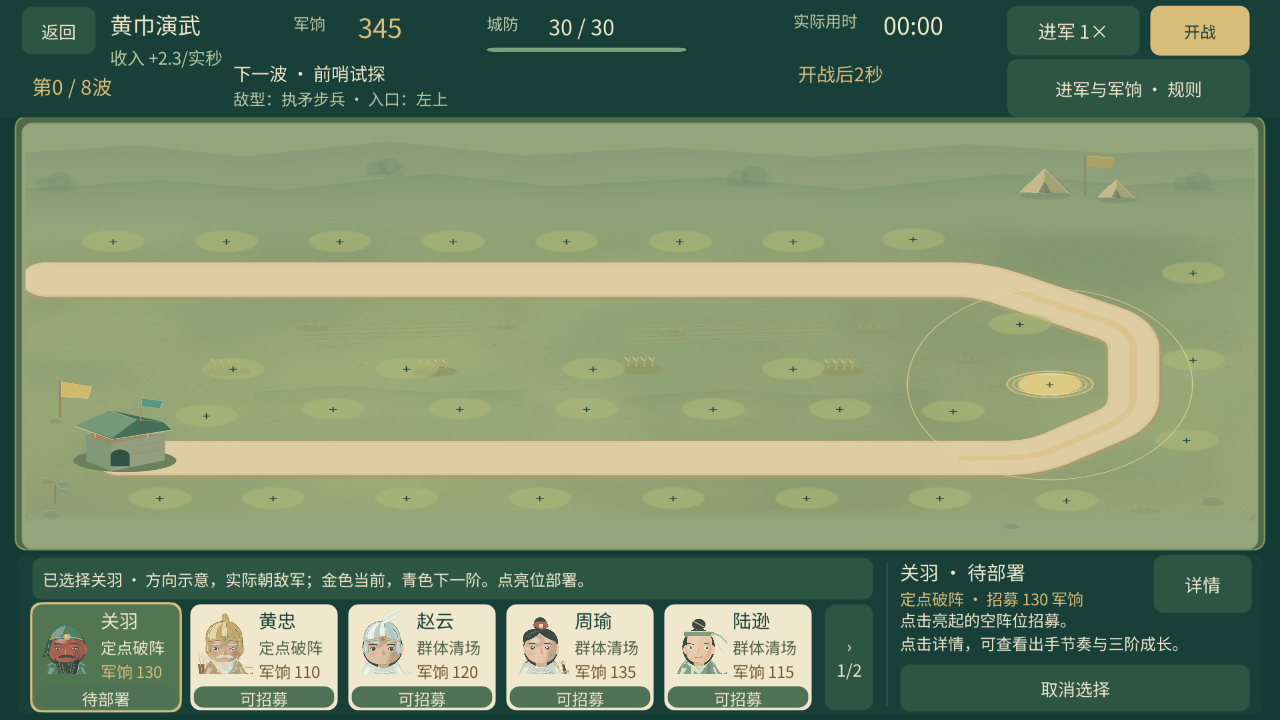 返回
黄巾演武
收入 +2.3/实秒
军饷 345
城防 30 / 30
实际用时 00:00
进军 1×
开战
第0 / 8波
下一波 · 前哨试探
敌型：执矛步兵 · 入口：左上
开战后2秒
进军与军饷 · 规则
已选择关羽 · 方向示意，实际朝敌军；金色当前，青色下一阶。点亮位部署。
关羽
定点破阵
军饷 130
待部署
黄忠
定点破阵
军饷 110
可招募
赵云
群体清场
军饷 120
可招募
周瑜
群体清场
军饷 135
可招募
陆逊
群体清场
军饷 115
可招募
›
1/2
关羽 · 待部署
定点破阵 · 招募 130 军饷
点击亮起的空阵位招募。
点击详情，可查看出手节奏与三阶成长。
详情
取消选择